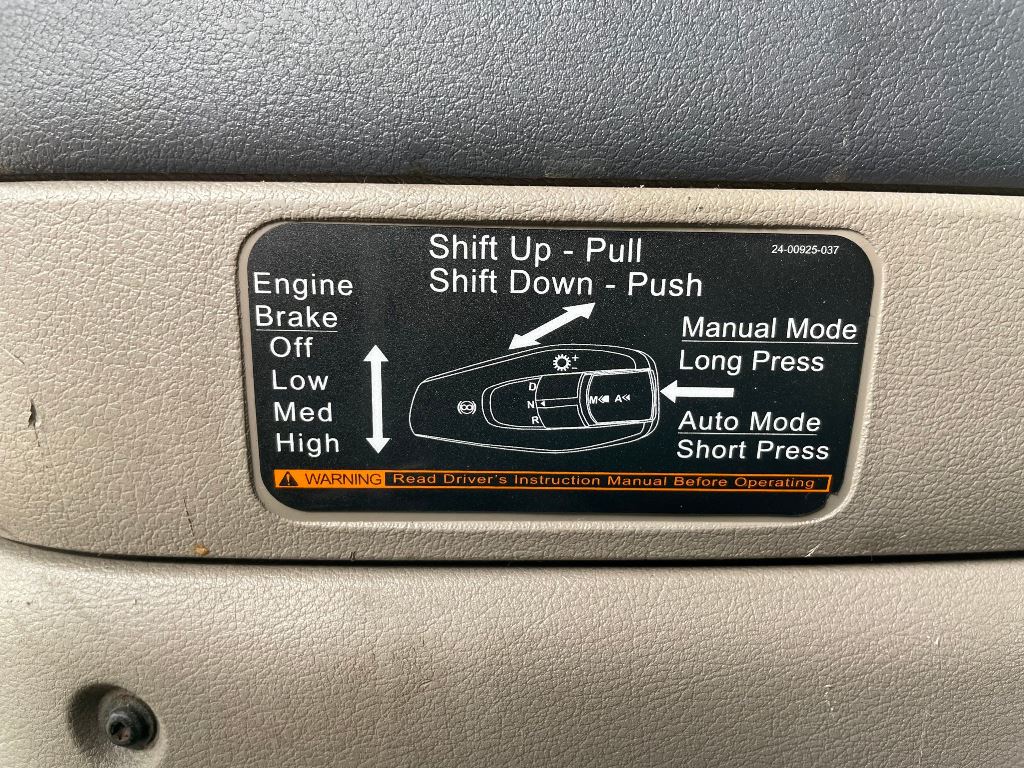 Shift Up - Pull
24-00925-037
Shift Down - Push
Engine
Brake
Off
Low
Med
High
Manual Mode
Long Press
Auto Mode
Short Press
+
-
D
N
R
M
A
WARNING Read Driver's Instruction Manual Before Operating